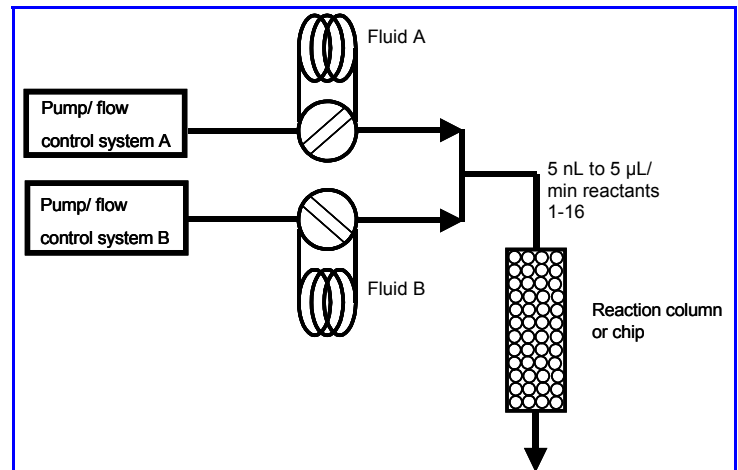 Fluid A
Pump/ flow
control system A
5 nL to 5 µL/
min reactants
1-16
Pump/ flow
control system B
Fluid B
Reaction column
or chip